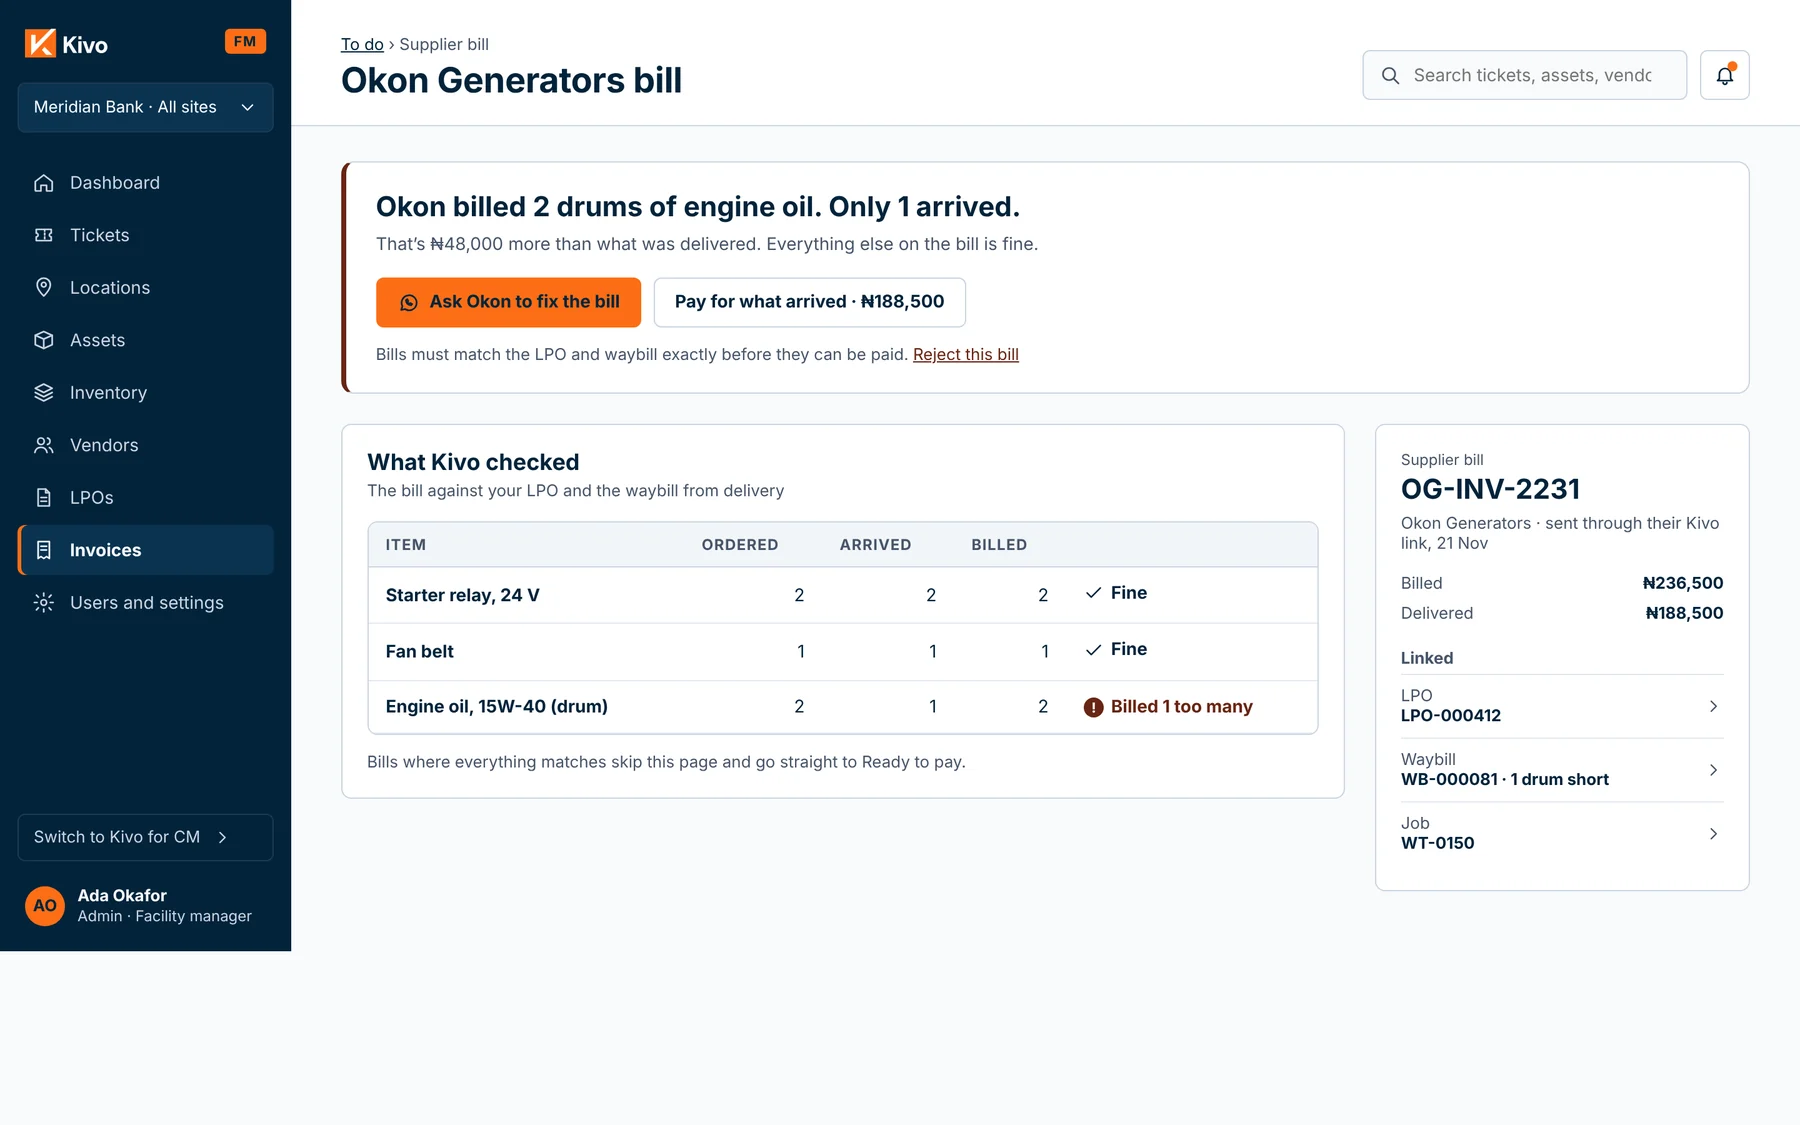 Kivo
FM
Meridian Bank · All sites
Dashboard
Tickets
Locations
Assets
Inventory
Vendors
LPOs
Invoices
Users and settings
Switch to Kivo for CM
AO
Ada Okafor
Admin · Facility manager
To do › Supplier bill
Okon Generators bill
Search tickets, assets, vendc
Okon billed 2 drums of engine oil. Only 1 arrived.
That’s ₦48,000 more than what was delivered. Everything else on the bill is fine.
Ask Okon to fix the bill
Pay for what arrived · ₦188,500
Bills must match the LPO and waybill exactly before they can be paid. Reject this bill
What Kivo checked
The bill against your LPO and the waybill from delivery
ITEM ORDERED ARRIVED BILLED
Starter relay, 24 V 2 2 2 Fine
Fan belt 1 1 1 Fine
Engine oil, 15W-40 (drum) 2 1 2 Billed 1 too many
Bills where everything matches skip this page and go straight to Ready to pay.
Supplier bill
OG-INV-2231
Okon Generators · sent through their Kivo
link, 21 Nov
Billed ₦236,500
Delivered ₦188,500
Linked
LPO
LPO-000412
Waybill
WB-000081 · 1 drum short
Job
WT-0150